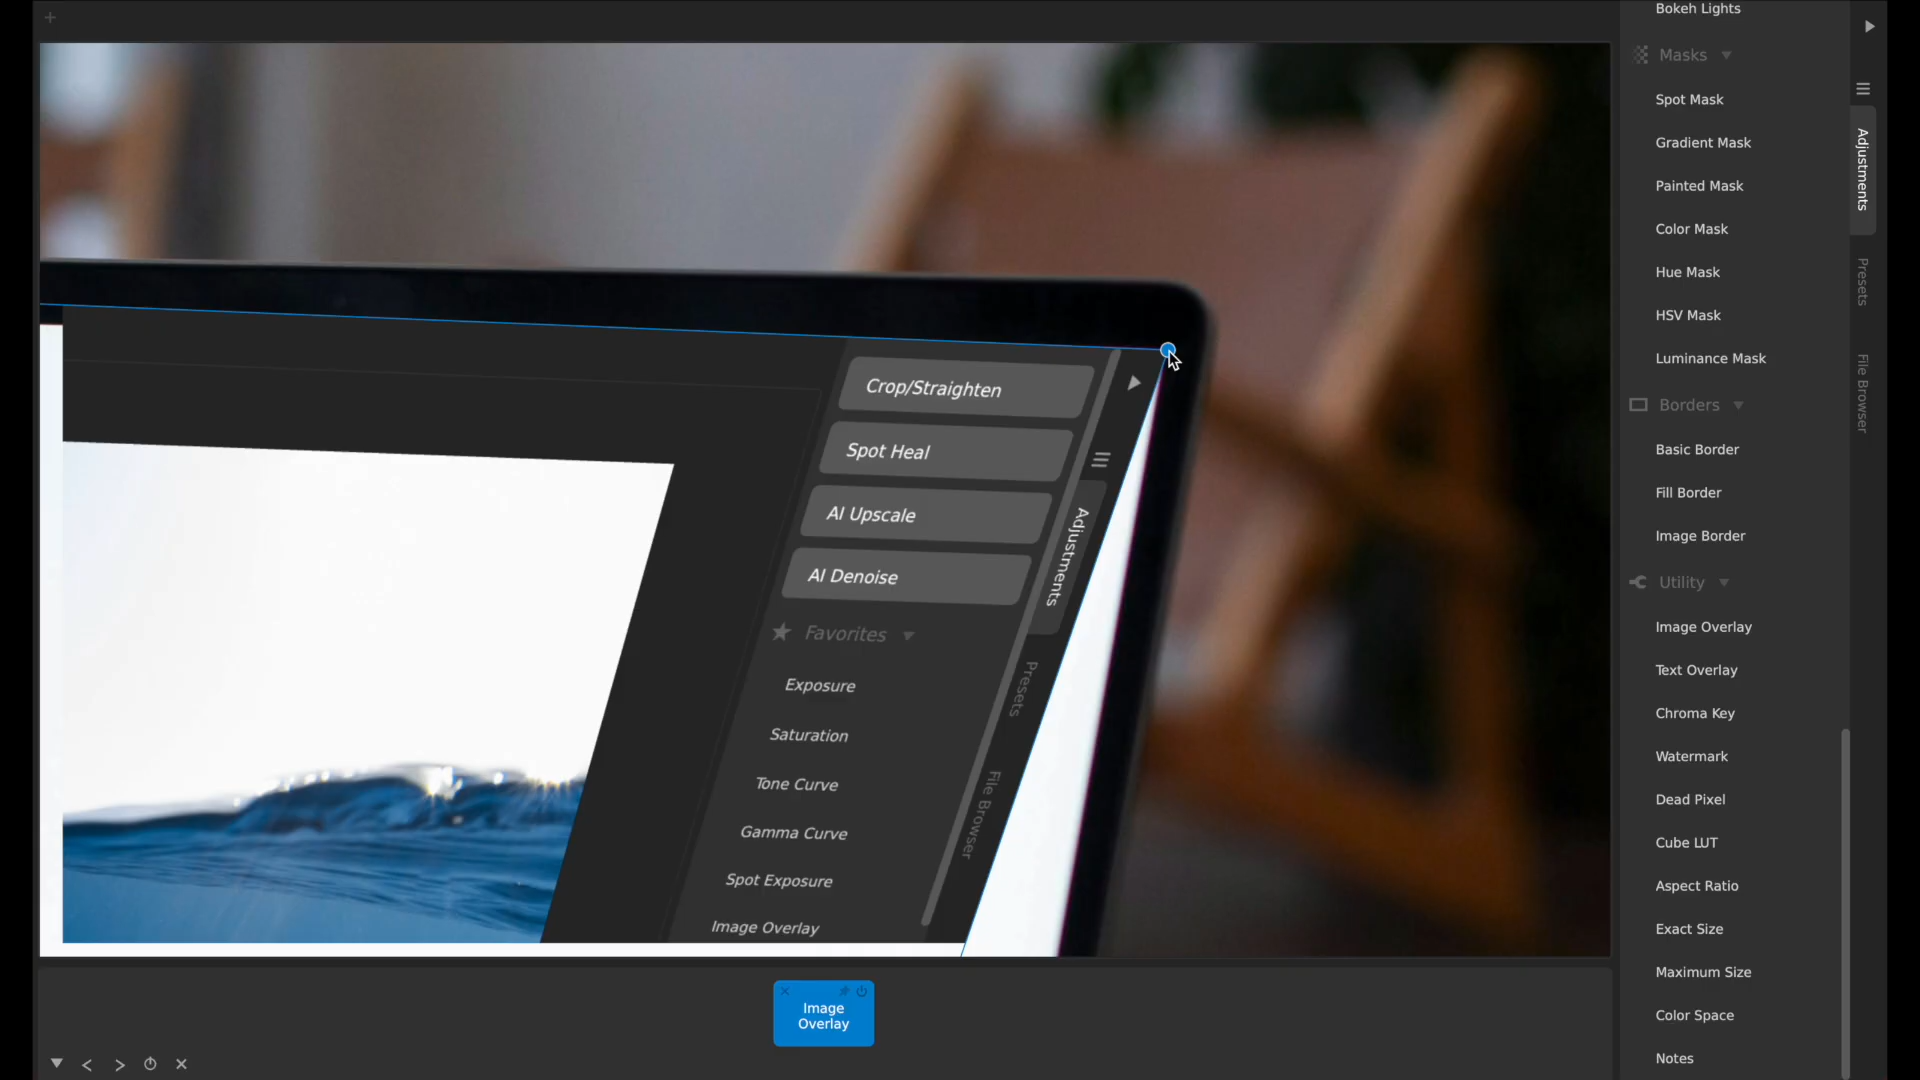 Bokeh Lights
Masks
Spot Mask
Gradient Mask
Painted Mask
Color Mask
Hue Mask
HSV Mask
Luminance Mask
Borders
Basic Border
Fill Border
Image Border
Utility
Image Overlay
Text Overlay
Chroma Key
Watermark
Dead Pixel
Cube LUT
Aspect Ratio
Exact Size
Maximum Size
Color Space
Notes
Adjustments
Presets
File Browser
Crop/Straighten
Spot Heal
AI Upscale
AI Denoise
Favorites
Exposure
Saturation
Tone Curve
Gamma Curve
Spot Exposure
Image Overlay
Adjustments
Presets
File Browser
Image
Overlay